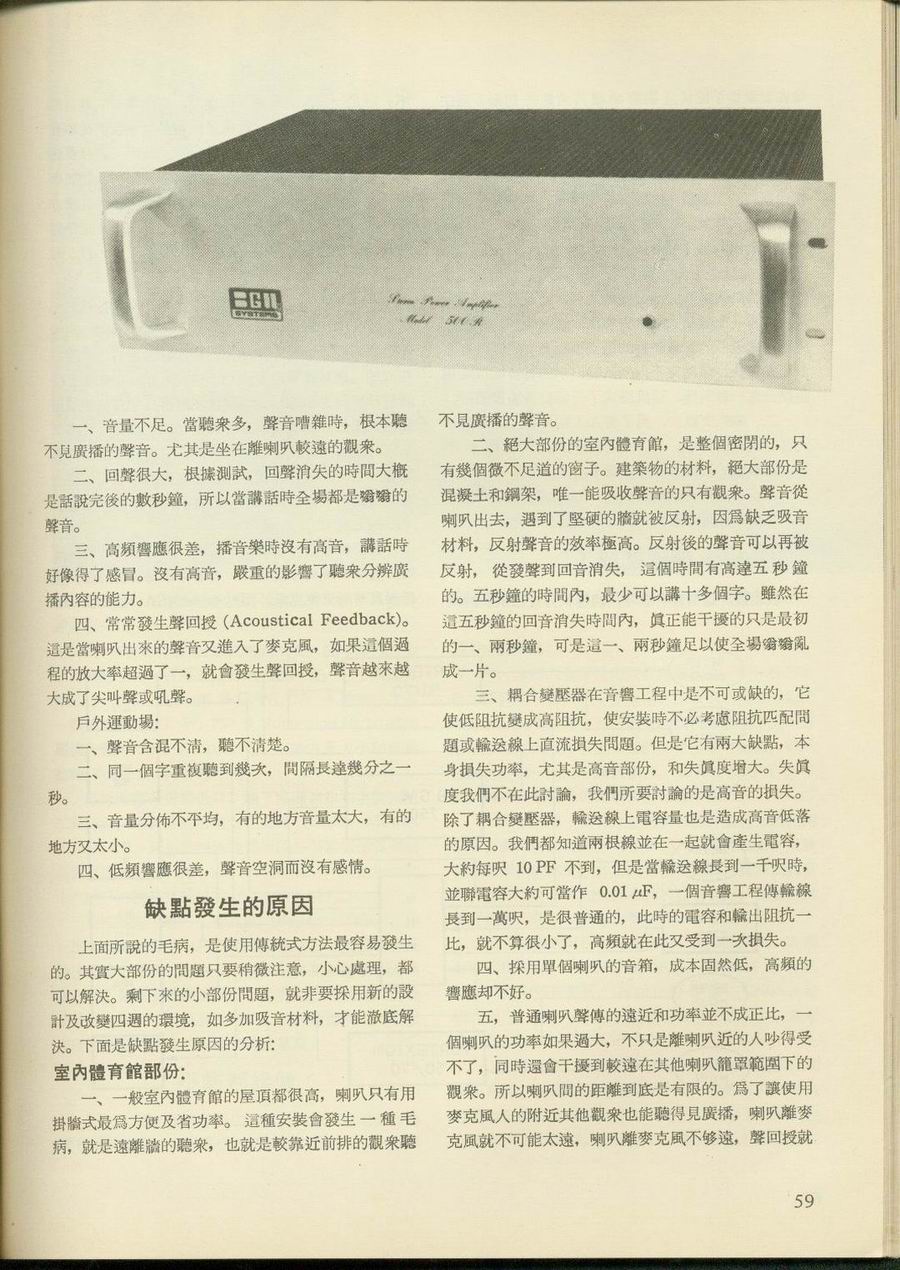 SYSTEMS
Power Amplifier
Model 500 R
一、音量不足。當聽衆多，聲音嘈雜時，根本聽
不見廣播的聲音。尤其是坐在離喇叭較遠的觀衆。
二、回聲很大，根據測試，回聲消失的時間大槪
是話說完後的數秒鐘，所以當講話時全場都是嗡嗡的
聲音。
三、高頻響應很差，播音樂時沒有高音，講話時
好像得了感冒。沒有高音，嚴重的影響了聽衆分辨廣
播內容的能力。
四、常常發生聲回授 (Acoustical Feedback)。
這是當喇叭出來的聲音又進入了麥克風，如果這個過
程的放大率超過了一，就會發生聲回授，聲音越來越
大成了尖叫聲或吼聲。
戶外運動場：
一、聲音含混不淸，聽不淸楚。
二、同一個字重複聽到幾次，間隔長達幾分之一
秒。
三、音量分佈不平均，有的地方音量太大，有的
地方又太小。
四、低頻響應很差，聲音空洞而沒有感情。
缺點發生的原因
上面所說的毛病，是使用傳統式方法最容易發生
的。其實大部份的問題只要稍微注意，小心處理，都
可以解決。剩下來的小部份問題，就非要採用新的設
計及改變四週的環境，如多加吸音材料，才能澈底解
決。下面是缺點發生原因的分析：
室內體育館部份：
一、一般室內體育館的屋頂都很高，喇叭只有用
掛牆式最爲方便及省功率。這種安裝會發生一種毛
病，就是遠離牆的聽衆，也就是較靠近前排的觀衆聽
不見廣播的聲音。
二、絕大部份的室內體育館，是整個密閉的，只
有幾個微不足道的窗子。建築物的材料，絕大部份是
混凝土和鋼架，唯一能吸收聲音的只有觀衆。聲音從
喇叭出去，遇到了堅硬的牆就被反射，因爲缺乏吸音
材料，反射聲音的效率極高。反射後的聲音可以再被
反射，從發聲到回音消失，這個時間有高達五秒鐘
的。五秒鐘的時間內，最少可以講十多個字。雖然在
這五秒鐘的回音消失時間內，眞正能干擾的只是最初
的一、兩秒鐘，可是這一、兩秒鐘足以使全場嗡嗡亂
成一片。
三、耦合變壓器在音響工程中是不可或缺的，它
使低阻抗變成高阻抗，使安裝時不必考慮阻抗匹配問
題或輸送線上直流損失問題。但是它有兩大缺點，本
身損失功率，尤其是高音部份，和失眞度增大。失眞
度我們不在此討論，我們所要討論的是高音的損失。
除了耦合變壓器，輸送線上電容量也是造成高音低落
的原因。我們都知道兩根線並在一起就會產生電容，
大約每呎 10 PF 不到，但是當輸送線長到一千呎時，
並聯電容大約可當作 0.01 μF，一個音響工程傳輸線
長到一萬呎，是很普通的，此時的電容和輸出阻抗一
比，就不算很小了，高頻就在此又受到一次損失。
四、採用單個喇叭的音箱，成本固然低，高頻的
響應却不好。
五，普通喇叭聲傳的遠近和功率並不成正比，一
個喇叭的功率如果過大，不只是離喇叭近的人吵得受
不了，同時還會干擾到較遠在其他喇叭籠罩範圍下的
觀衆。所以喇叭間的距離到底是有限的。爲了讓使用
麥克風人的附近其他觀衆也能聽得見廣播，喇叭離麥
克風就不可能太遠，喇叭離麥克風不够遠，聲回授就
59